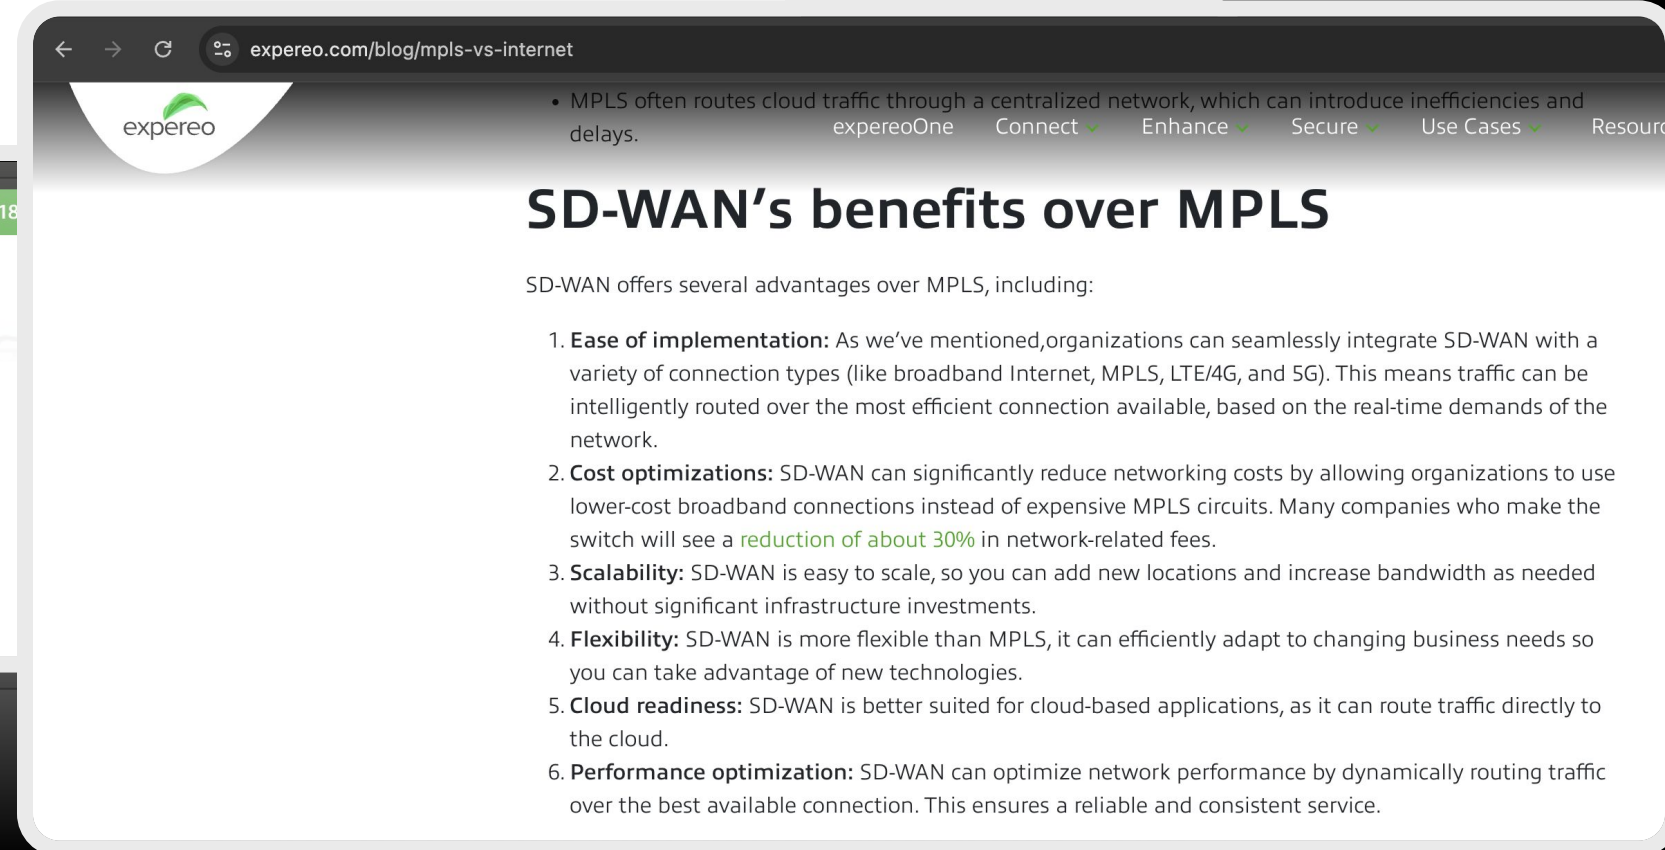 expereo.com/blog/mpls-vs-internet
expereo
• MPLS often routes cloud traffic through a centralized network, which can introduce inefficiencies and
delays.
expereoOne Connect Enhance Secure Use Cases Resourc
18
SD-WAN’s benefits over MPLS
SD-WAN offers several advantages over MPLS, including:
1. Ease of implementation: As we’ve mentioned,organizations can seamlessly integrate SD-WAN with a
variety of connection types (like broadband Internet, MPLS, LTE/4G, and 5G). This means traffic can be
intelligently routed over the most efficient connection available, based on the real-time demands of the
network.
2. Cost optimizations: SD-WAN can significantly reduce networking costs by allowing organizations to use
lower-cost broadband connections instead of expensive MPLS circuits. Many companies who make the
switch will see a reduction of about 30% in network-related fees.
3. Scalability: SD-WAN is easy to scale, so you can add new locations and increase bandwidth as needed
without significant infrastructure investments.
4. Flexibility: SD-WAN is more flexible than MPLS, it can efficiently adapt to changing business needs so
you can take advantage of new technologies.
5. Cloud readiness: SD-WAN is better suited for cloud-based applications, as it can route traffic directly to
the cloud.
6. Performance optimization: SD-WAN can optimize network performance by dynamically routing traffic
over the best available connection. This ensures a reliable and consistent service.